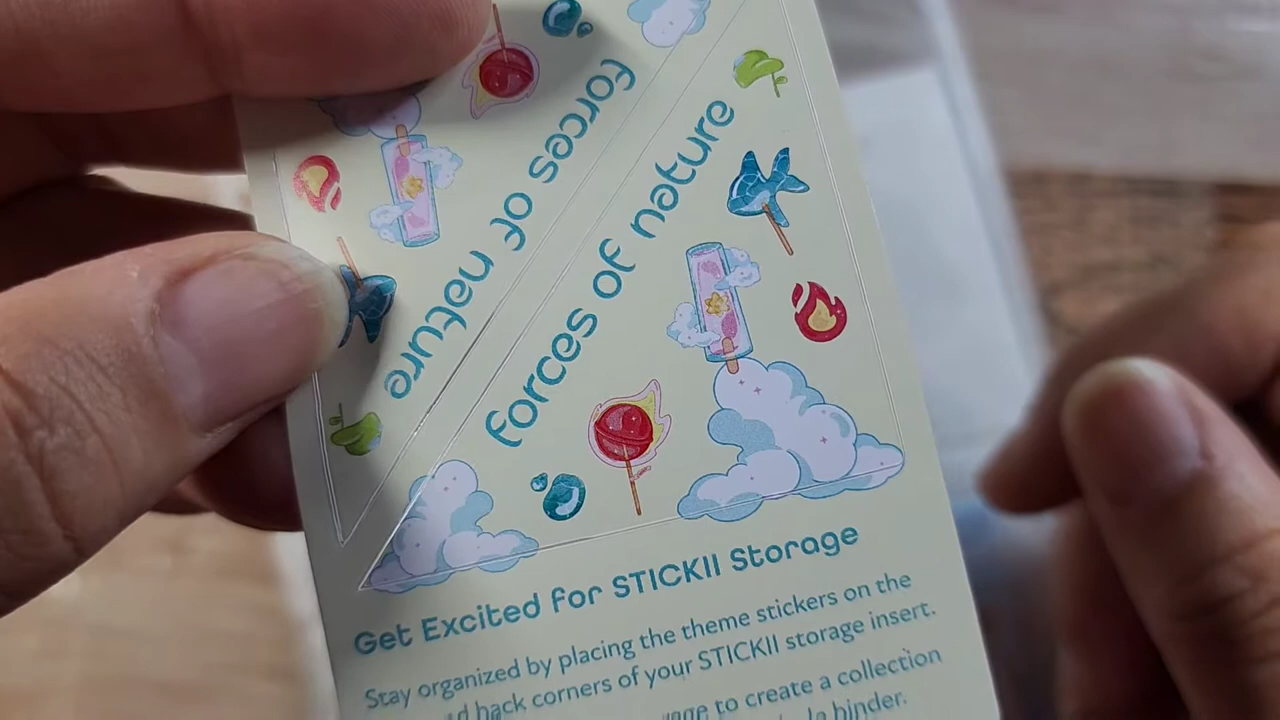 forces of nature
forces of nature
Get Excited for STICKII Storage
Stay organized by placing the theme stickers on the
back corners of your STICKII storage insert.
to create a collection
binder.